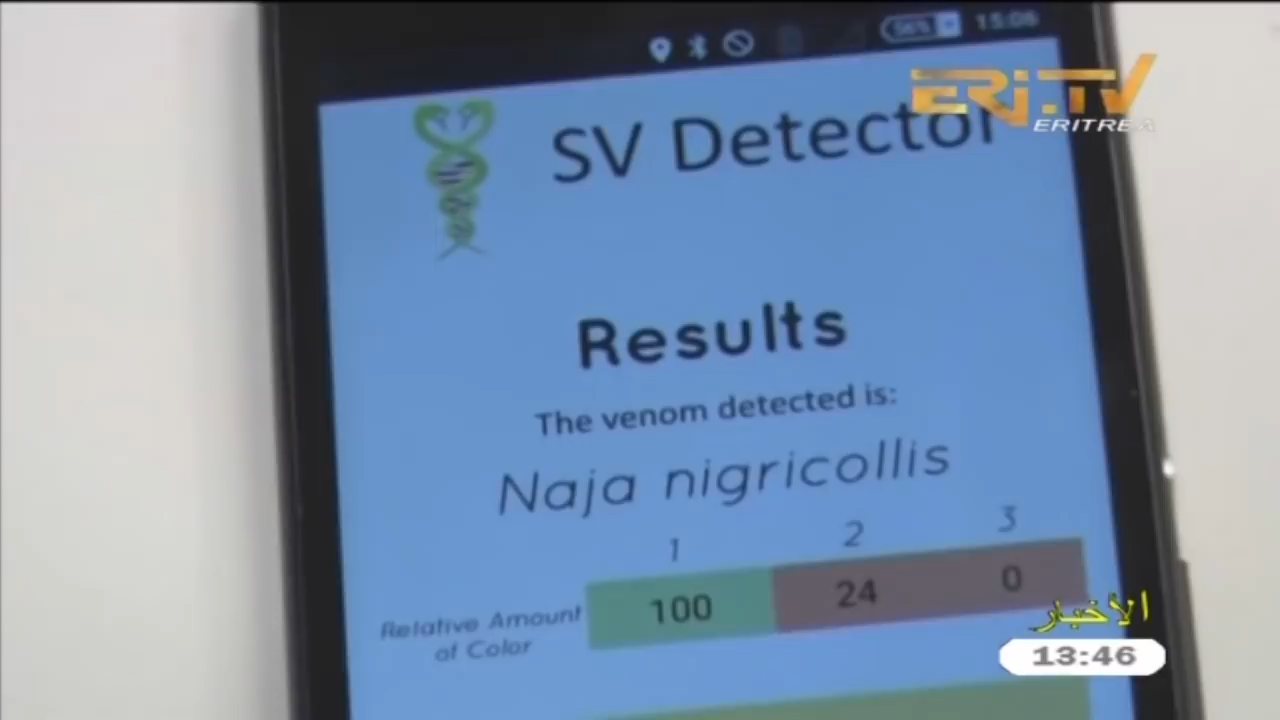 56% 15:06
ERI.TV
ERITREA
SV Detector
Results
The venom detected is:
Naja nigricollis
1 2 3
Relative Amount of Color
100 24 0
الأخبار
13:46